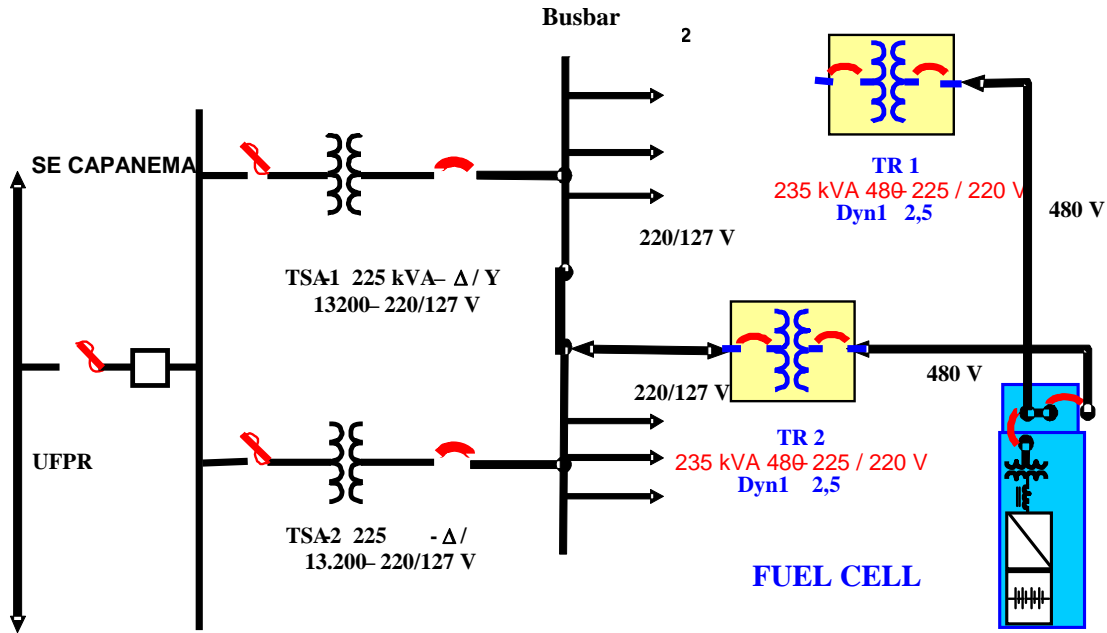 Busbar
2
SE CAPANEMA
TR 1
235 kVA 480- 225 / 220 V
Dyn1 2,5
480 V
220/127 V
TSA-1 225 kVA– Δ / Y
13200– 220/127 V
220/127 V
480 V
UFPR
TR 2
235 kVA 480- 225 / 220 V
Dyn1 2,5
TSA-2 225 - Δ /
13.200– 220/127 V
FUEL CELL